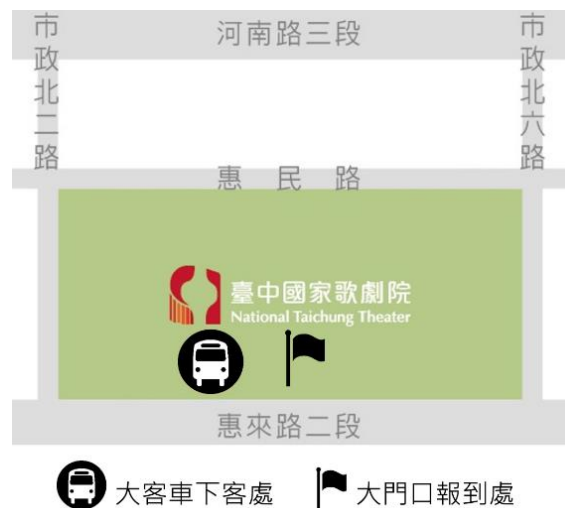 河南路三段
市政北二路
市政北六路
惠民路
臺中國家歌劇院
National Taichung Theater
惠來路二段
大客車下客處
大門口報到處